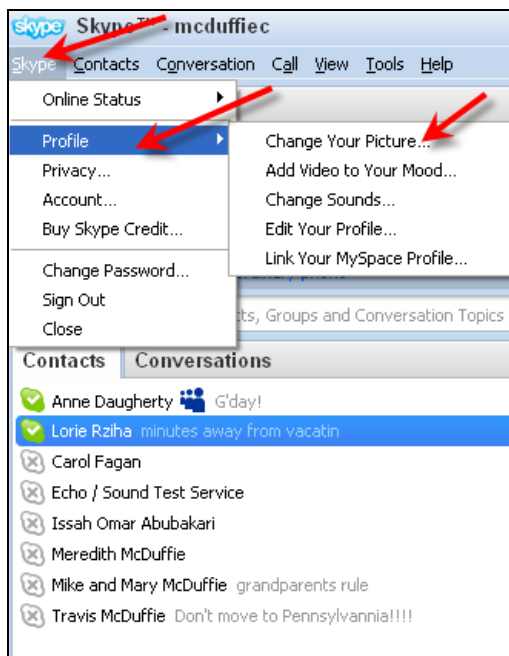 skype Skype™ - mcduffiec
Skype Contacts Conversation Call View Tools Help
Online Status
Profile
Change Your Picture...
Privacy...
Add Video to Your Mood...
Account...
Change Sounds...
Buy Skype Credit...
Edit Your Profile...
Link Your MySpace Profile...
Change Password...
Sign Out
Close
, Groups and Conversation Topics
Contacts Conversations
Anne Daugherty G'day!
Lorie Rziha minutes away from vacatin
Carol Fagan
Echo / Sound Test Service
Issah Omar Abubakari
Meredith McDuffie
Mike and Mary McDuffie grandparents rule
Travis McDuffie Don't move to Pennsylvannia!!!!